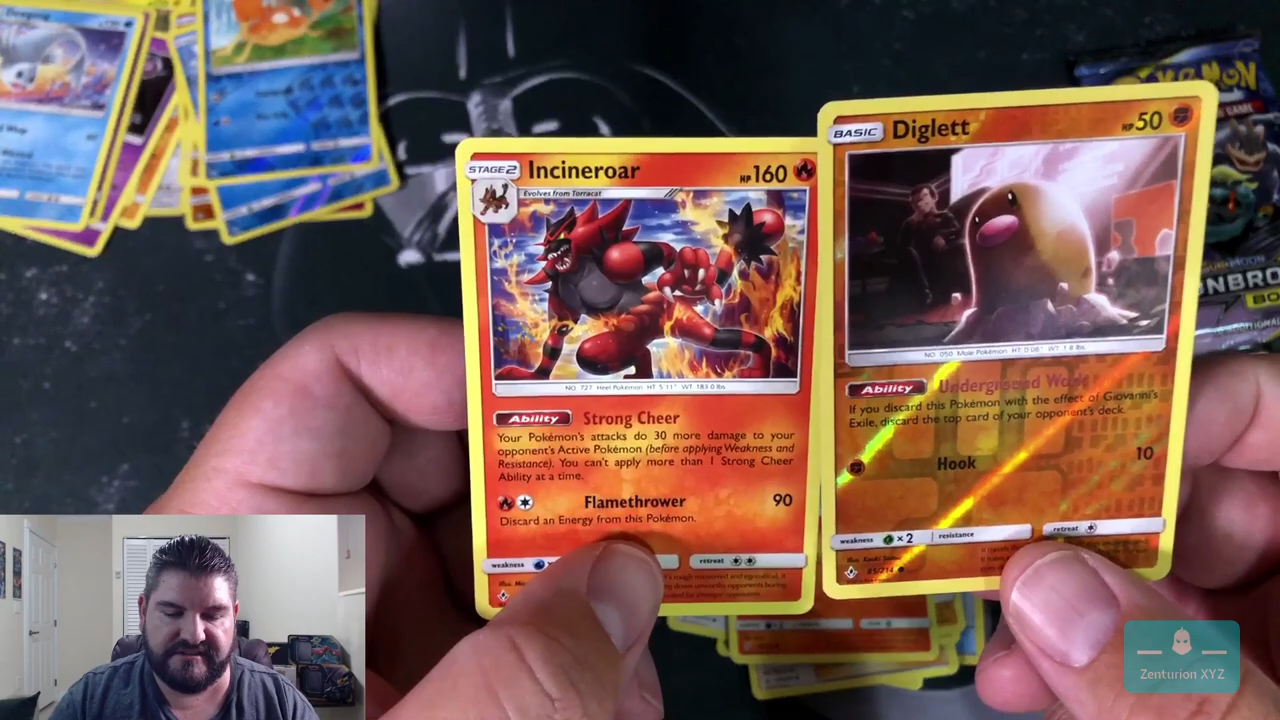 STAGE2
Incineroar
HP 160
Evolves from Torracat
NO. 727 Heel Pokémon HT 5'11" WT 183.0 lbs.
Ability Strong Cheer
Your Pokémon's attacks do 30 more damage to your
opponent's Active Pokémon (before applying Weakness and
Resistance). You can't apply more than 1 Strong Cheer
Ability at a time.
Flamethrower 90
Discard an Energy from this Pokémon.
weakness
retreat
BASIC
Diglett
HP 50
NO. 050 Mole Pokémon HT 0'08" WT 1.8 lbs.
Ability Underground Work
If you discard this Pokémon with the effect of Giovanni's
Exile, discard the top card of your opponent's deck.
Hook 10
weakness ×2 resistance
retreat
POKÉMON
Zenturion XYZ